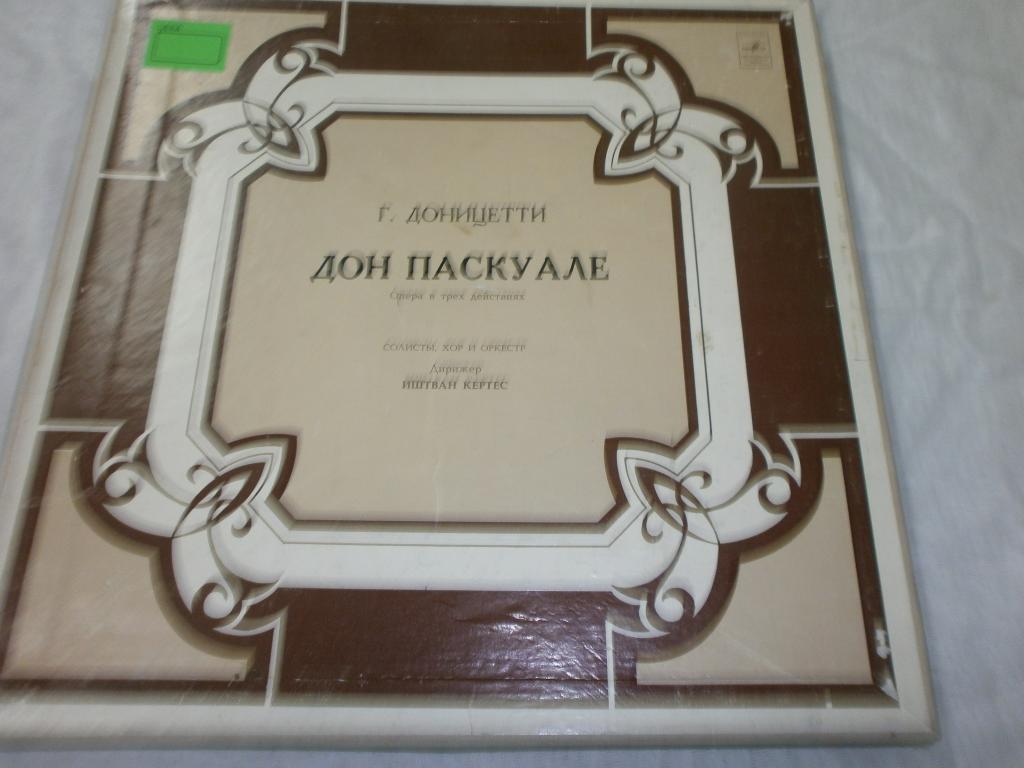 Г. ДОНИЦЕТТИ
ДОН ПАСКУАЛЕ
Опера в трех действиях
СОЛИСТЫ, ХОР И ОРКЕСТР
Дирижер
ИШТВАН КЕРТЕС